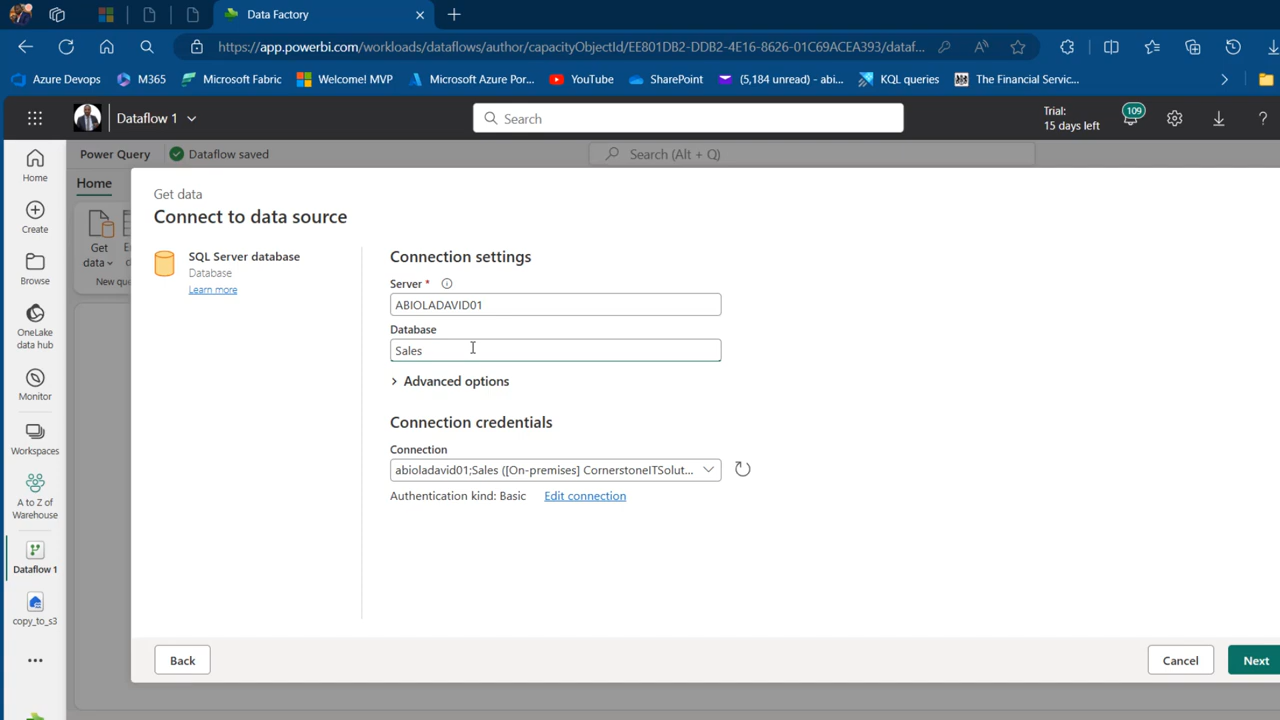 Data Factory
https://app.powerbi.com/workloads/dataflows/author/capacityObjectId/EE801DB2-DDB2-4E16-8626-01C69ACEA393/dataf...
Azure Devops
M365
Microsoft Fabric
Welcome! MVP
Microsoft Azure Por...
YouTube
SharePoint
(5,184 unread) - abi...
KQL queries
The Financial Servic...
Dataflow 1
Search
Trial:
15 days left
109
Home
Create
Browse
OneLake
data hub
Monitor
Workspaces
A to Z of
Warehouse
Dataflow 1
copy_to_s3
Power Query
Dataflow saved
Search (Alt + Q)
Home
Get
data
New qu
Get data
Connect to data source
SQL Server database
Database
Learn more
Connection settings
Server *
ABIOLADAVID01
Database
Sales
Advanced options
Connection credentials
Connection
abioladavid01;Sales ([On-premises] CornerstoneITSolut...
Authentication kind: Basic
Edit connection
Back
Cancel
Next